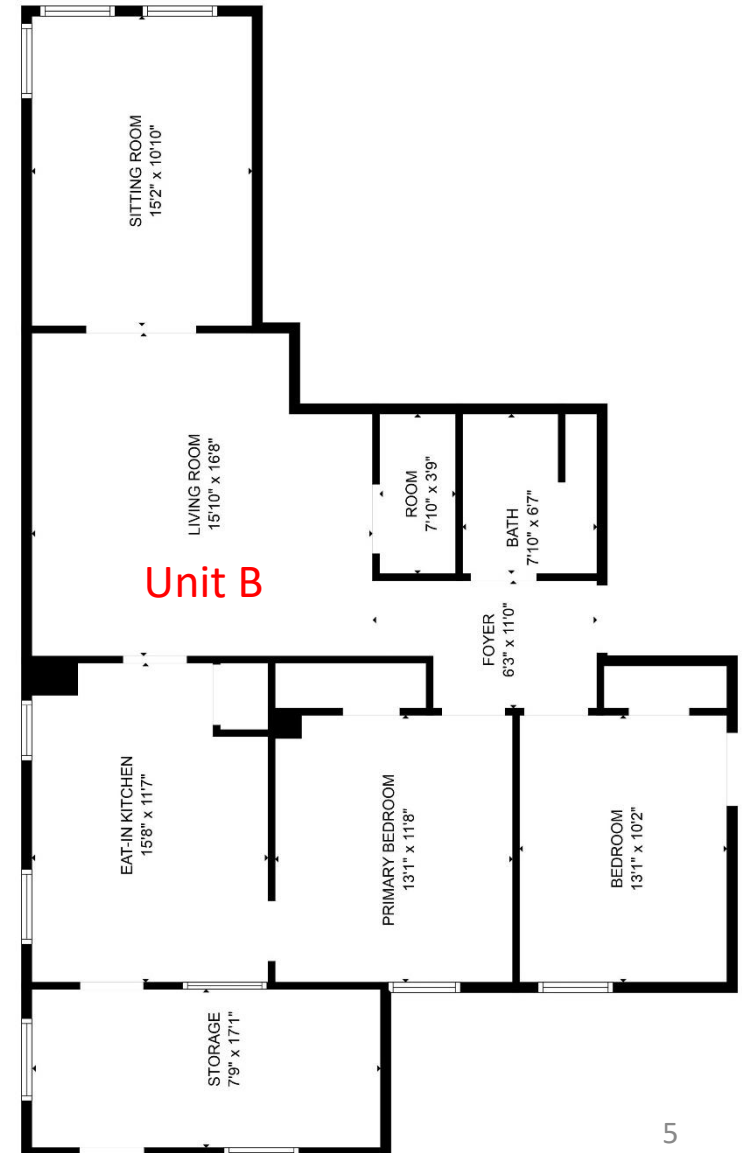 SITTING ROOM
15'2" x 10'10"
LIVING ROOM
15'10" x 16'8"
ROOM
7'10" x 3'9"
BATH
7'10" x 6'7"
Unit B
FOYER
6'3" x 11'0"
EAT-IN KITCHEN
15'8" x 11'7"
PRIMARY BEDROOM
13'1" x 11'8"
BEDROOM
13'1" x 10'2"
STORAGE
7'9" x 17'1"
5